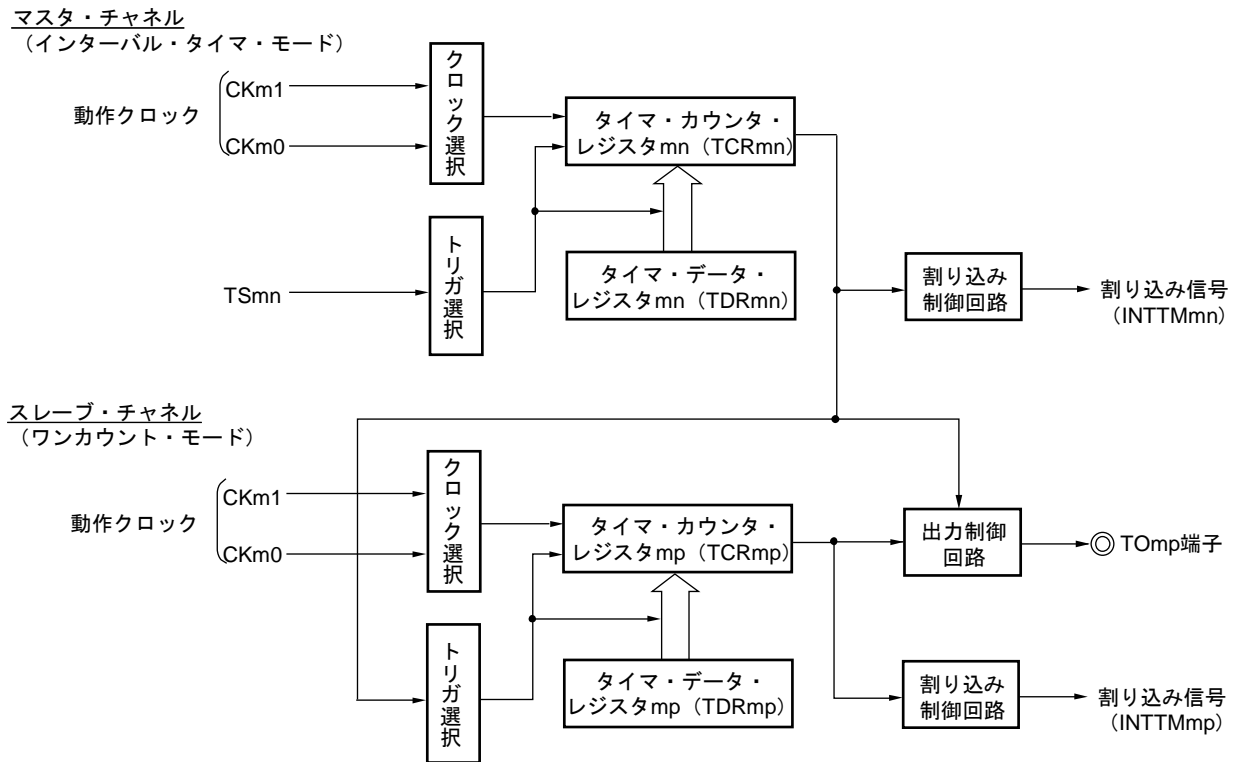 マスタ・チャネル
（インターバル・タイマ・モード）
動作クロック
CKm1
CKm0
クロック選択
タイマ・カウンタ・
レジスタmn（TCRmn）
TSmn
トリガ選択
タイマ・データ・
レジスタmn（TDRmn）
割り込み
制御回路
割り込み信号
（INTTMmn）
スレーブ・チャネル
（ワンカウント・モード）
動作クロック
CKm1
CKm0
クロック選択
タイマ・カウンタ・
レジスタmp（TCRmp）
出力制御
回路
TOmp端子
トリガ選択
タイマ・データ・
レジスタmp（TDRmp）
割り込み
制御回路
割り込み信号
（INTTMmp）